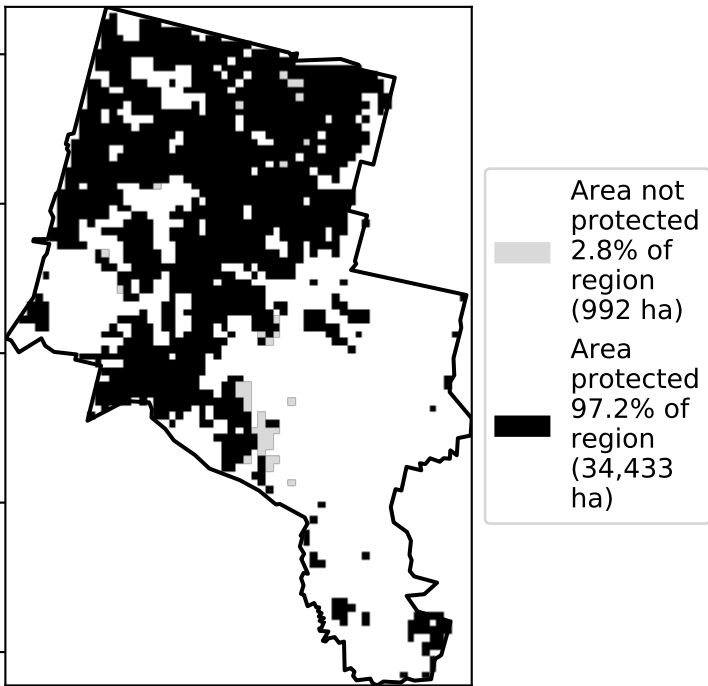 Area not
protected
2.8% of
region
(992 ha)
Area
protected
97.2% of
region
(34,433
ha)